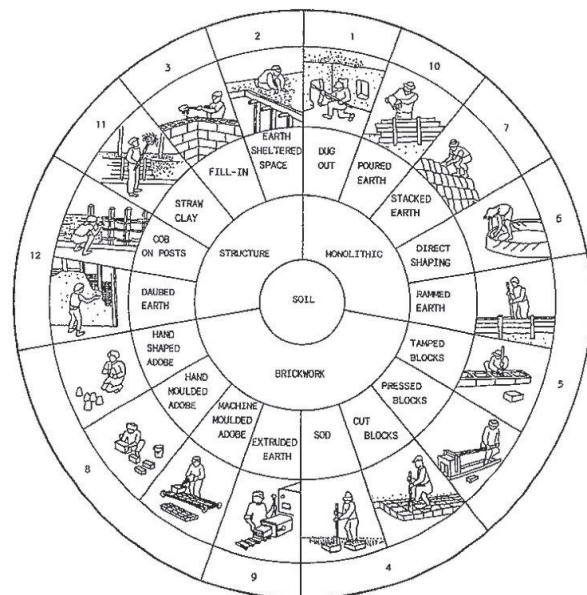 1
10
7
6
5
4
9
8
12
11
3
2
DUG
OUT
POURED
EARTH
STACKED
EARTH
DIRECT
SHAPING
RAMMED
EARTH
TAMPED
BLOCKS
PRESSED
BLOCKS
CUT
BLOCKS
SOD
EXTRUDED
EARTH
MACHINE
MOULDED
ADOBE
HAND
MOULDED
ADOBE
HAND
SHAPED
ADOBE
DAUBED
EARTH
COB
ON POSTS
STRAW
CLAY
FILL-IN
EARTH
SHELTERED
SPACE
STRUCTURE
MONOLITHIC
BRICKWORK
SOIL